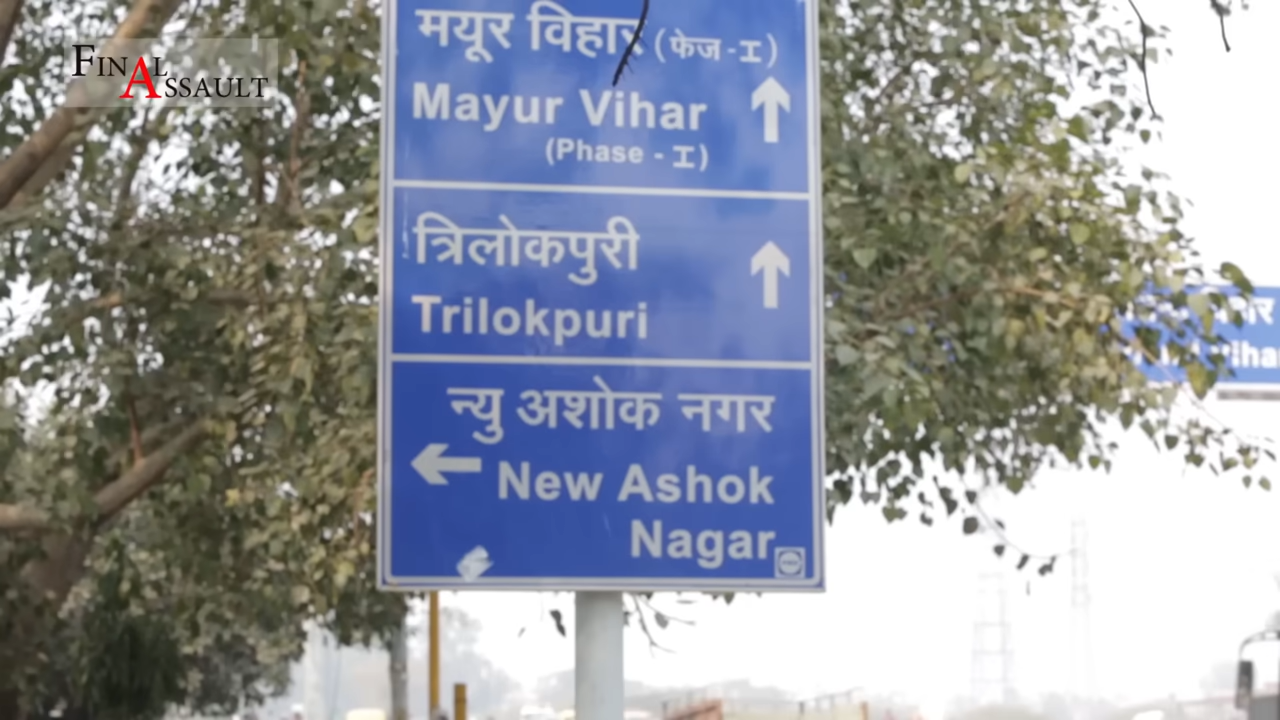 FINAL
ASSAULT
मयूर विहार (फेज-I)
Mayur Vihar
(Phase - I)
त्रिलोकपुरी
Trilokpuri
न्यु अशोक नगर
New Ashok
Nagar